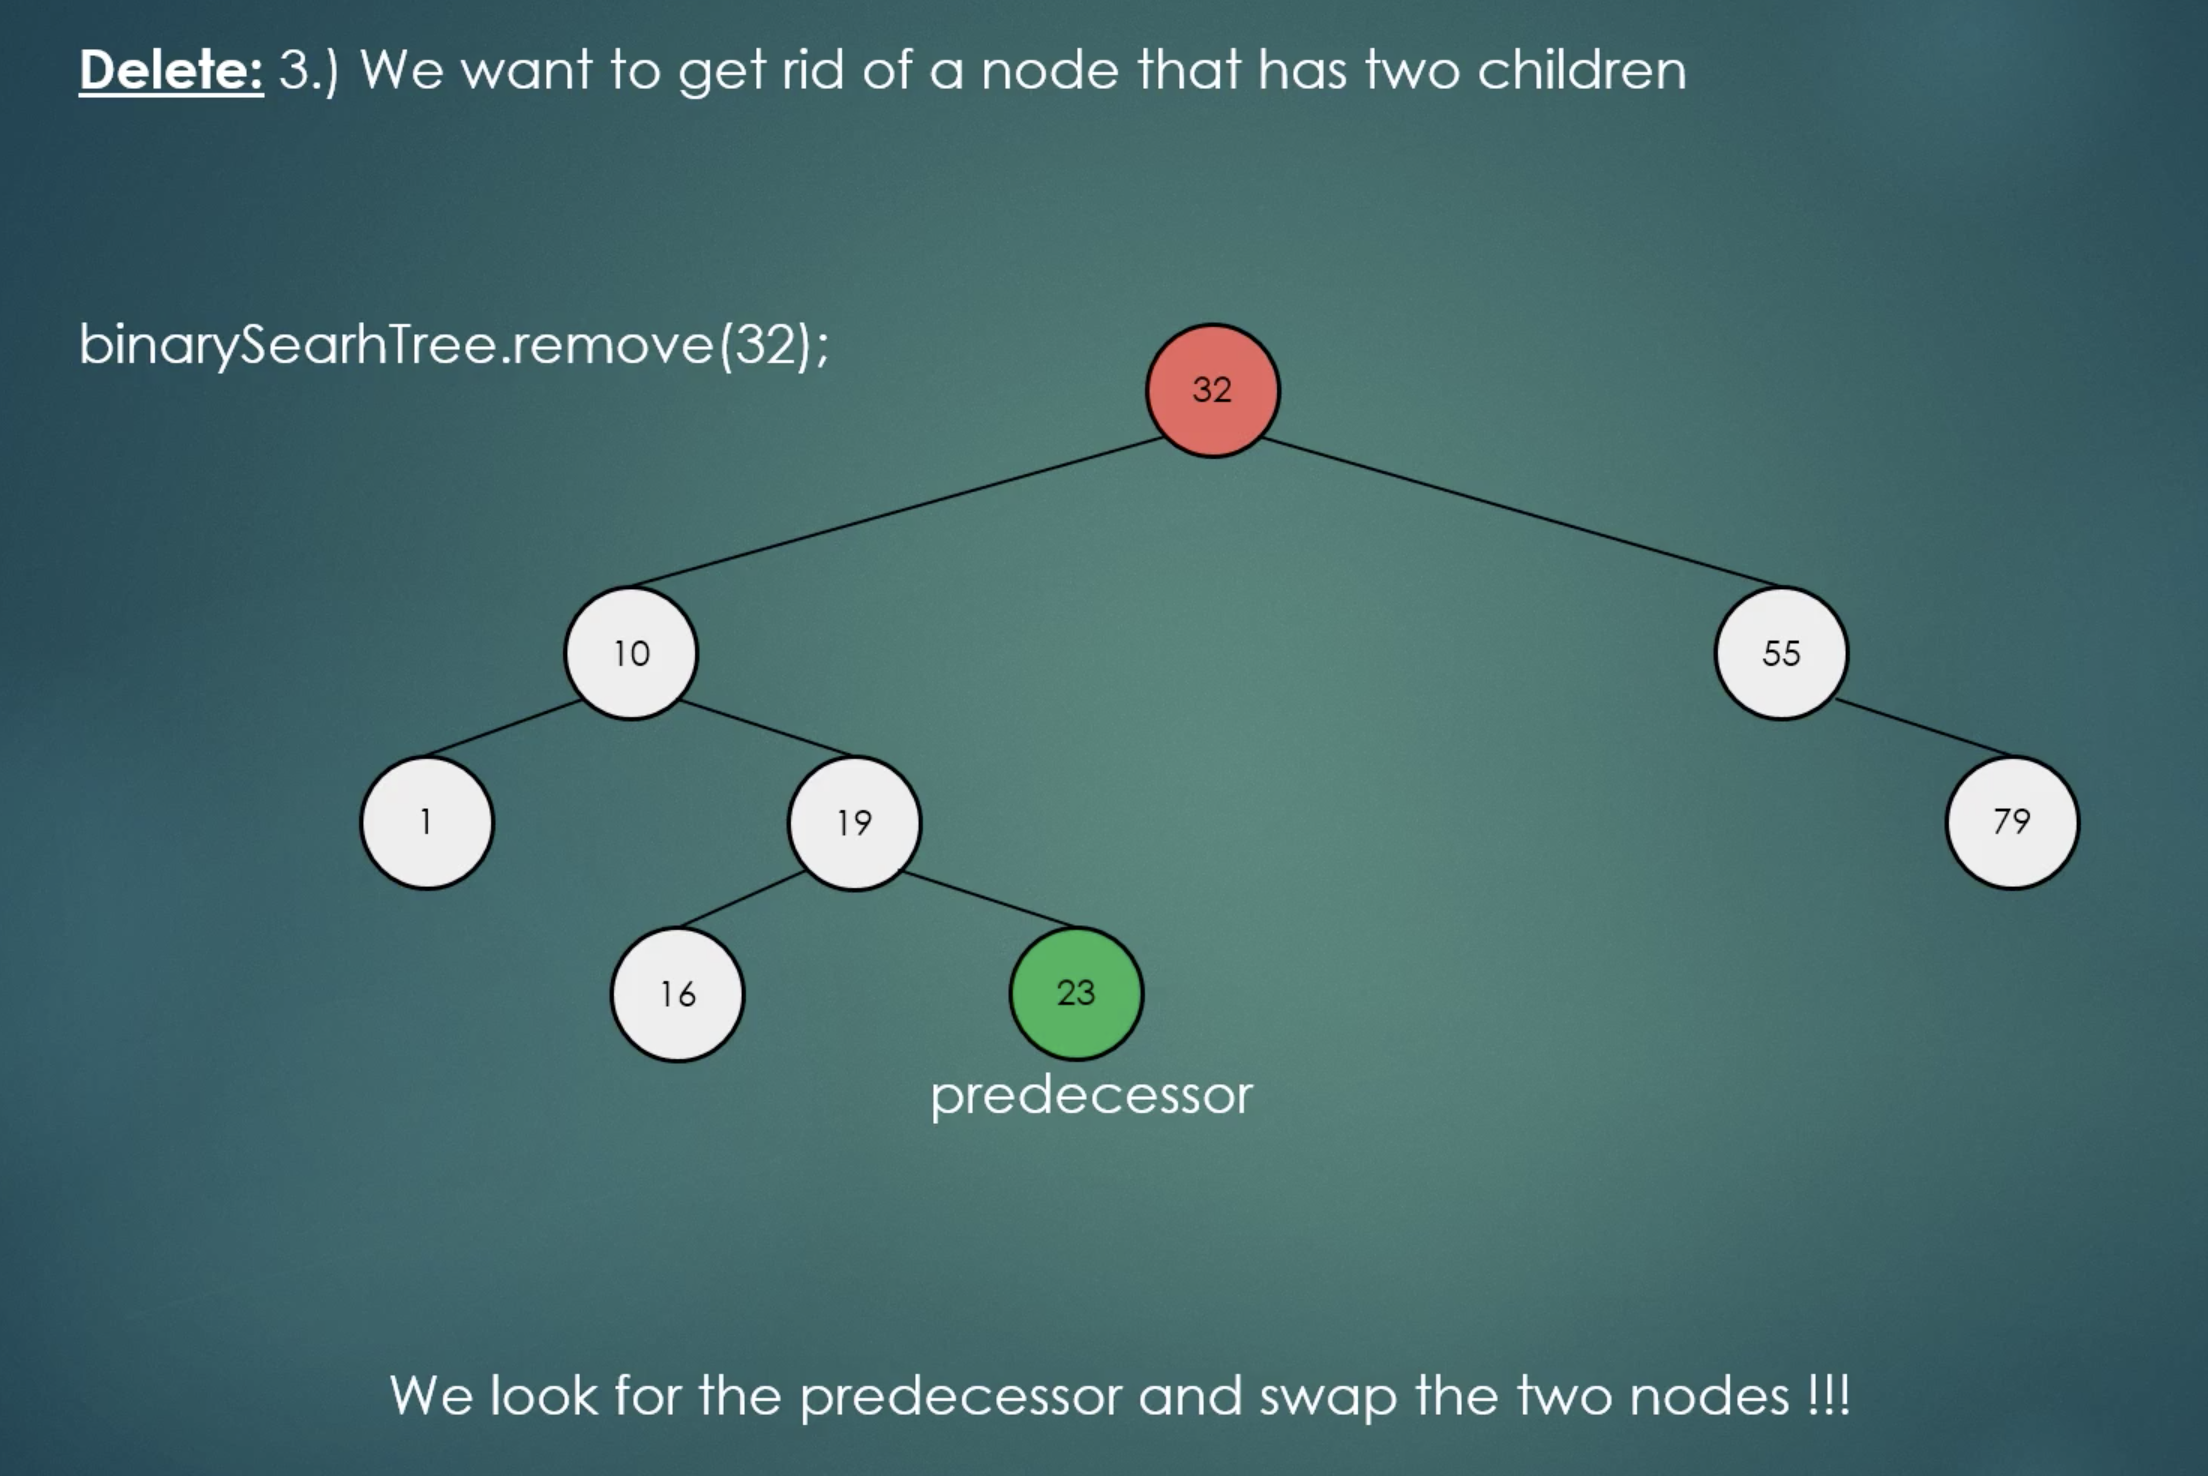 Delete: 3.) We want to get rid of a node that has two children
binarySearhTree.remove(32);
32
10
55
1
19
79
16
23
predecessor
We look for the predecessor and swap the two nodes !!!